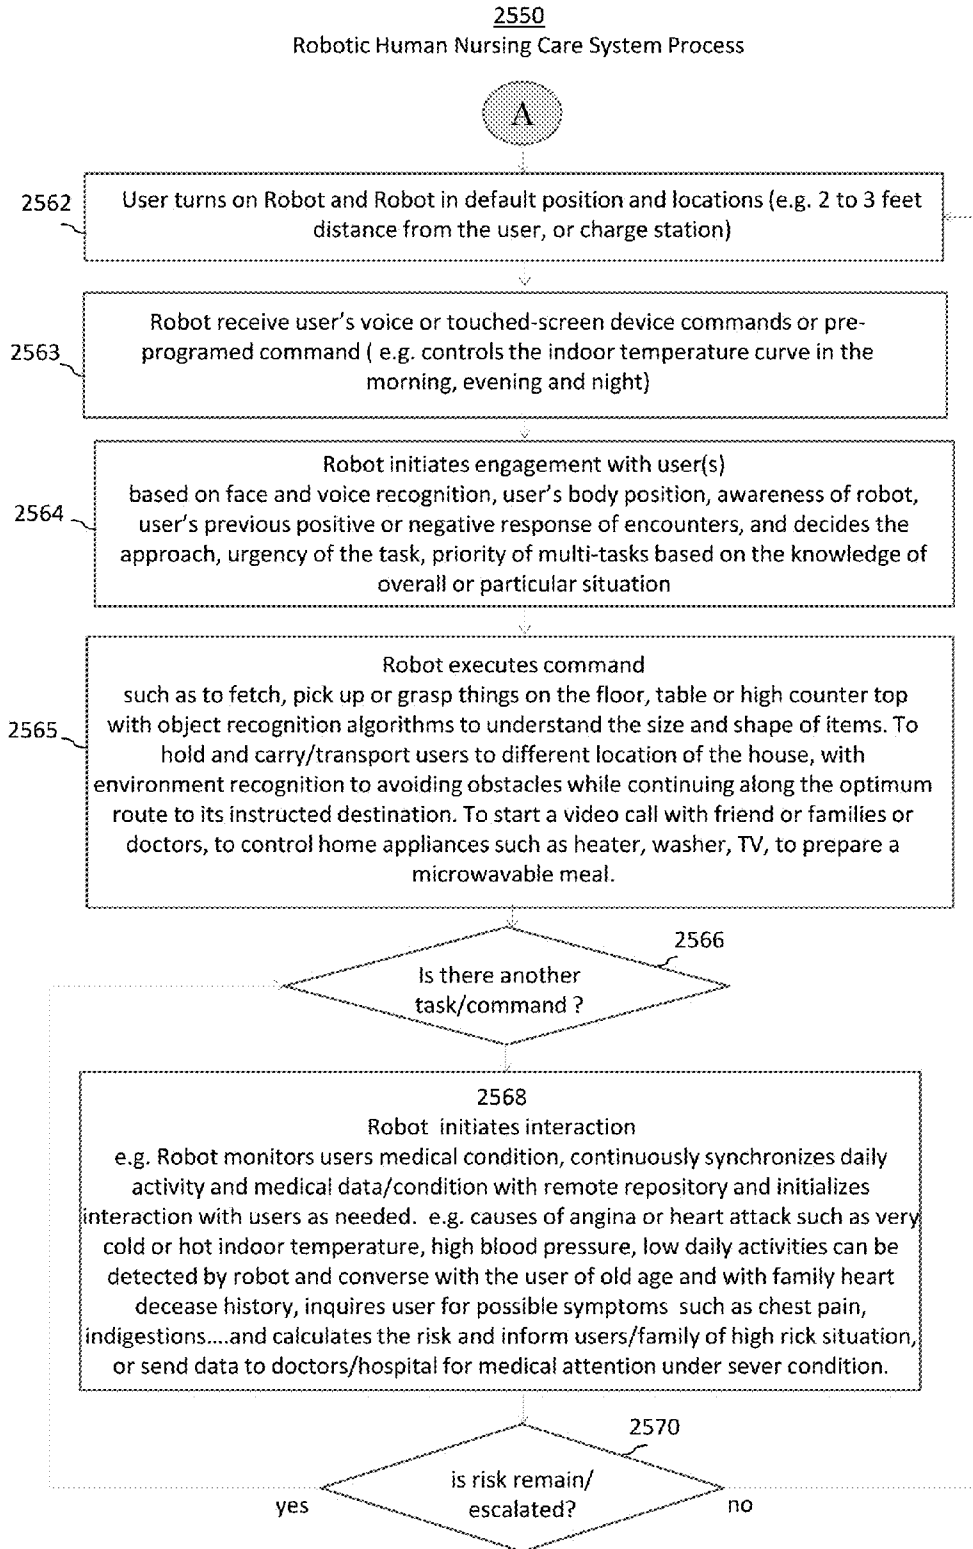 2550
Robotic Human Nursing Care System Process
A
2562
User turns on Robot and Robot in default position and locations (e.g. 2 to 3 feet
distance from the user, or charge station)
2563
Robot receive user's voice or touched-screen device commands or pre-
programed command ( e.g. controls the indoor temperature curve in the
morning, evening and night)
2564
Robot initiates engagement with user(s)
based on face and voice recognition, user's body position, awareness of robot,
user's previous positive or negative response of encounters, and decides the
approach, urgency of the task, priority of multi-tasks based on the knowledge of
overall or particular situation
2565
Robot executes command
such as to fetch, pick up or grasp things on the floor, table or high counter top
with object recognition algorithms to understand the size and shape of items. To
hold and carry/transport users to different location of the house, with
environment recognition to avoiding obstacles while continuing along the optimum
route to its instructed destination. To start a video call with friend or families or
doctors, to control home appliances such as heater, washer, TV, to prepare a
microwavable meal.
2566
Is there another
task/command ?
2568
Robot initiates interaction
e.g. Robot monitors users medical condition, continuously synchronizes daily
activity and medical data/condition with remote repository and initializes
interaction with users as needed. e.g. causes of angina or heart attack such as very
cold or hot indoor temperature, high blood pressure, low daily activities can be
detected by robot and converse with the user of old age and with family heart
decease history, inquires user for possible symptoms such as chest pain,
indigestions....and calculates the risk and inform users/family of high rick situation,
or send data to doctors/hospital for medical attention under sever condition.
2570
is risk remain/
escalated?
yes
no